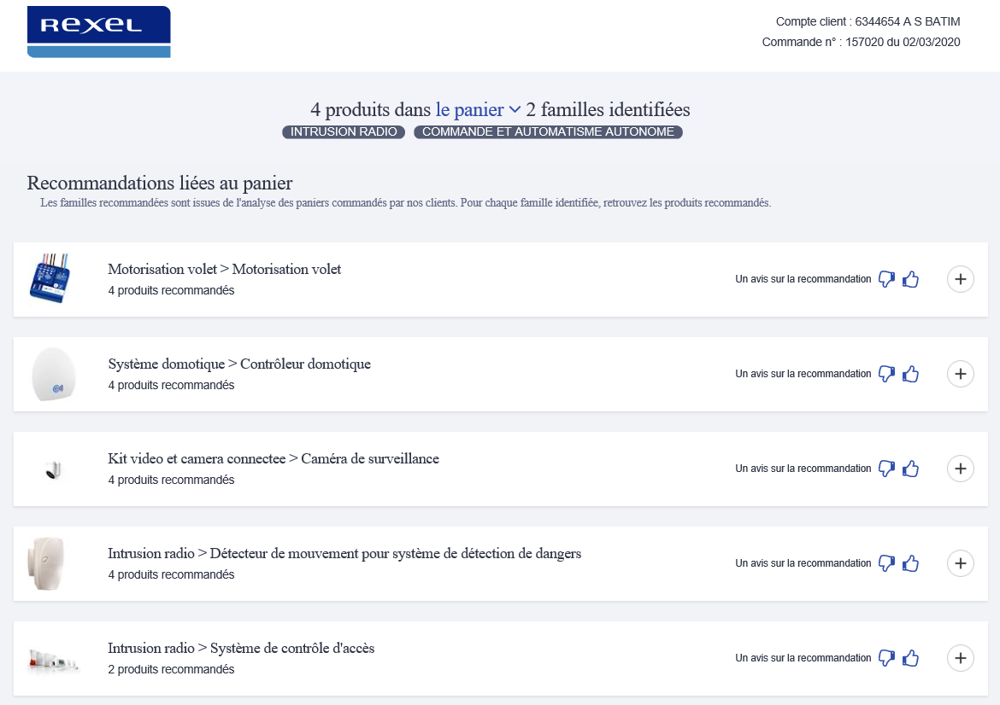 REXEL
Compte client : 6344654 A S BATIM
Commande n° : 157020 du 02/03/2020
4 produits dans le panier 2 familles identifiées
INTRUSION RADIO COMMANDE ET AUTOMATISME AUTONOME
Recommandations liées au panier
Les familles recommandées sont issues de l'analyse des paniers commandés par nos clients. Pour chaque famille identifiée, retrouvez les produits recommandés.
Motorisation volet > Motorisation volet
4 produits recommandés
Un avis sur la recommandation
Système domotique > Contrôleur domotique
4 produits recommandés
Un avis sur la recommandation
Kit video et camera connectee > Caméra de surveillance
4 produits recommandés
Un avis sur la recommandation
Intrusion radio > Détecteur de mouvement pour système de détection de dangers
4 produits recommandés
Un avis sur la recommandation
Intrusion radio > Système de contrôle d'accès
2 produits recommandés
Un avis sur la recommandation